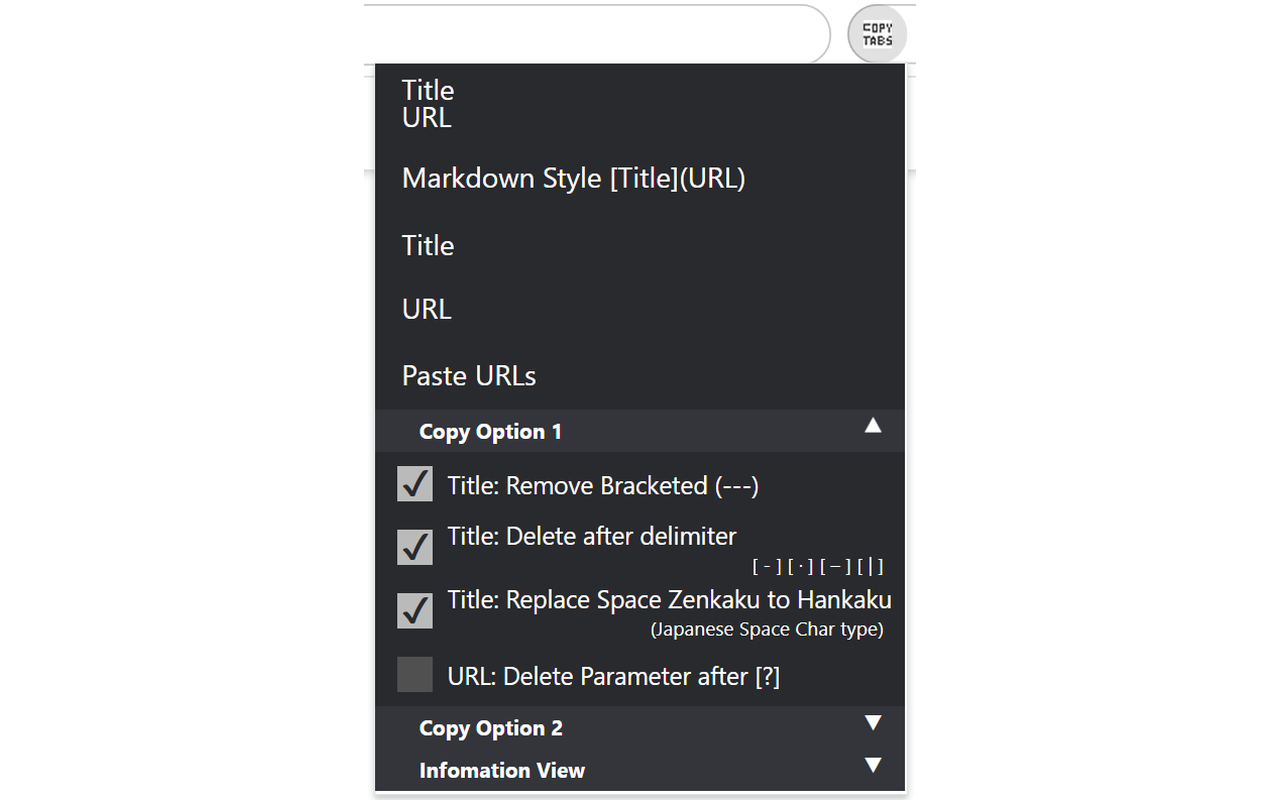 COPY
TABS
Title
URL
Markdown Style [Title](URL)
Title
URL
Paste URLs
Copy Option 1 ▲
Title: Remove Bracketed (---)
Title: Delete after delimiter
[ - ] [ · ] [ – ] [ | ]
Title: Replace Space Zenkaku to Hankaku
(Japanese Space Char type)
URL: Delete Parameter after [?]
Copy Option 2 ▼
Infomation View ▼